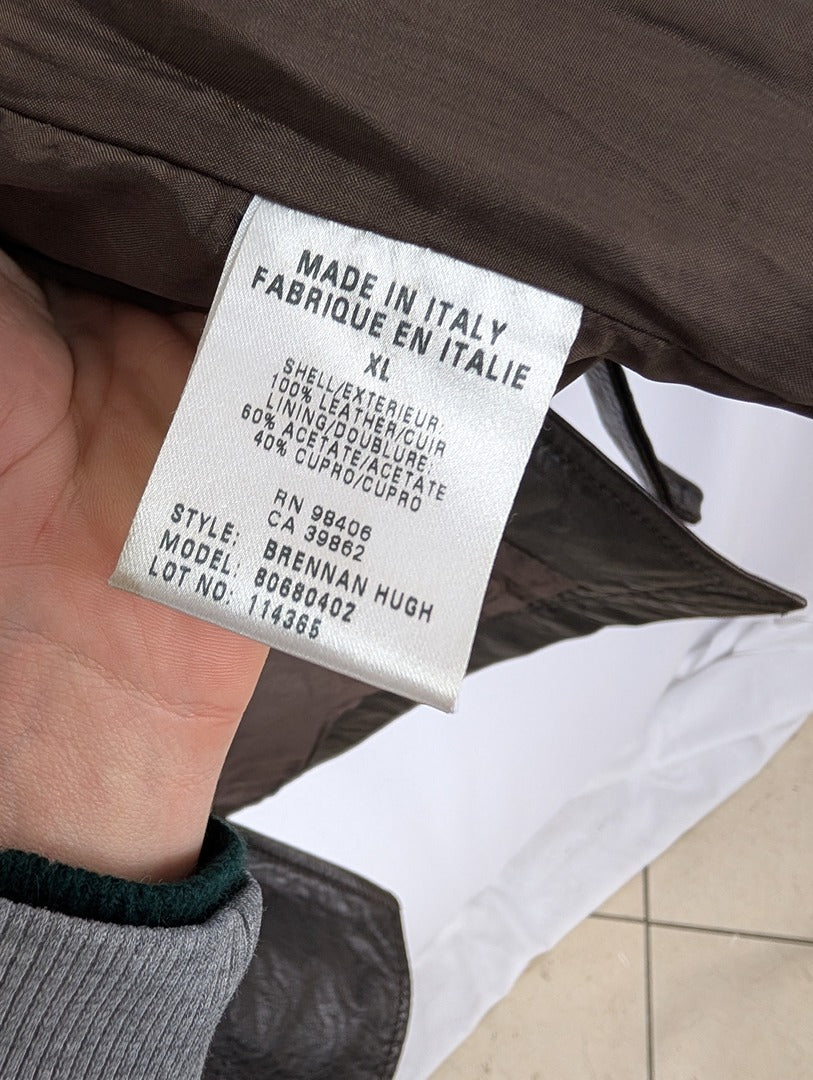 MADE IN ITALY
FABRIQUE EN ITALIE
XL
SHELL/EXTERIEUR:
100% LEATHER/CUIR
LINING/DOUBLURE:
60% ACETATE/ACETATE
40% CUPRO/CUPRO
RN 98406
CA 39862
STYLE: BRENNAN HUGH
MODEL: 80680402
LOT NO: 114365